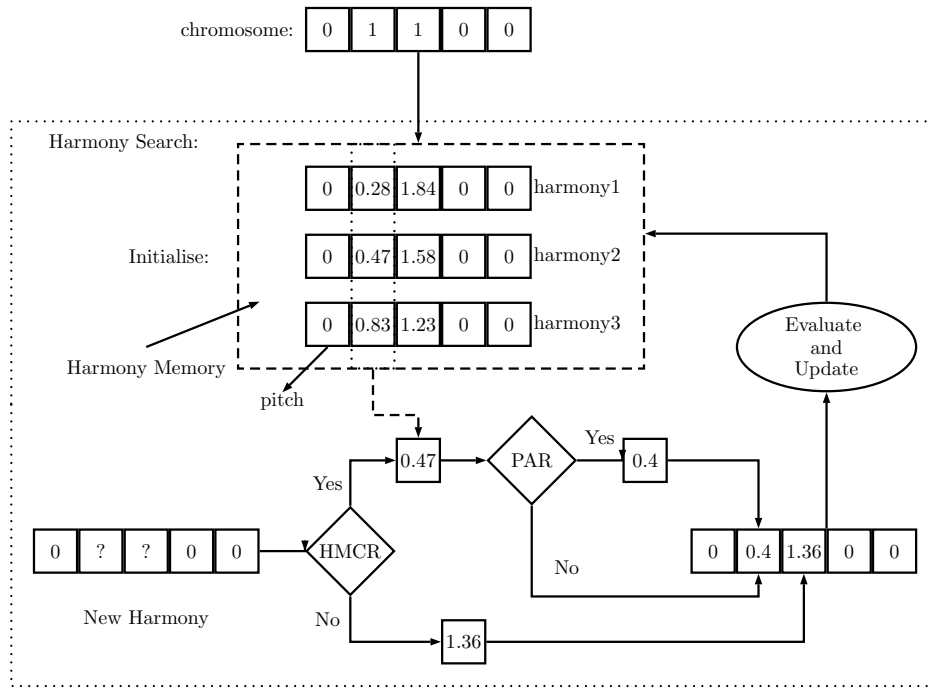 chromosome: 0 1 1 0 0
Harmony Search:
0 0.28 1.84 0 0 harmony1
Initialise: 0 0.47 1.58 0 0 harmony2
0 0.83 1.23 0 0 harmony3
Harmony Memory
pitch
Evaluate
and
Update
Yes
0.47
PAR
Yes
0.4
0 ? ? 0 0
HMCR
0 0.4 1.36 0 0
No
New Harmony
No
1.36